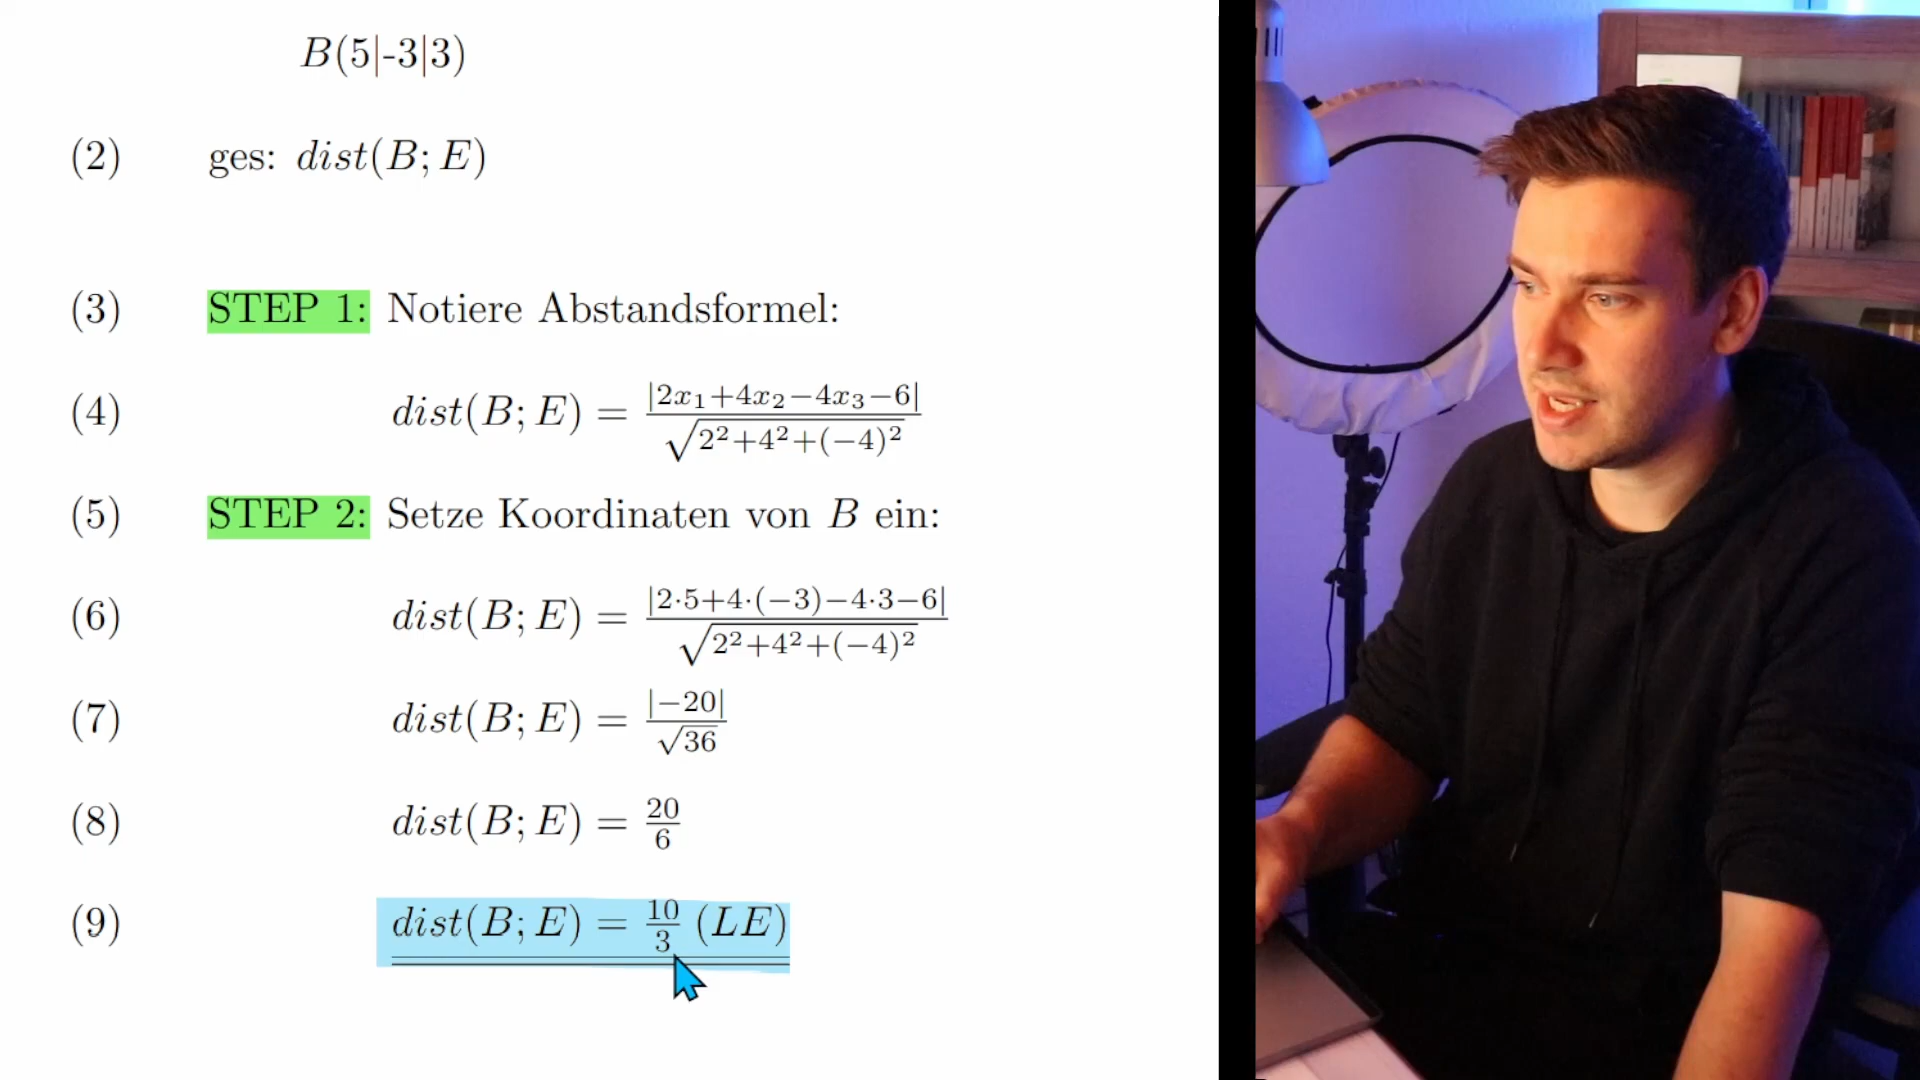 B(5|-3|3)
(2) ges: dist(B; E)
(3) STEP 1: Notiere Abstandsformel:
(4) dist(B; E) = |2x₁+4x₂−4x₃−6| / √(2²+4²+(−4)²)
(5) STEP 2: Setze Koordinaten von B ein:
(6) dist(B; E) = |2·5+4·(−3)−4·3−6| / √(2²+4²+(−4)²)
(7) dist(B; E) = |−20| / √36
(8) dist(B; E) = 20/6
(9) dist(B; E) = 10/3 (LE)